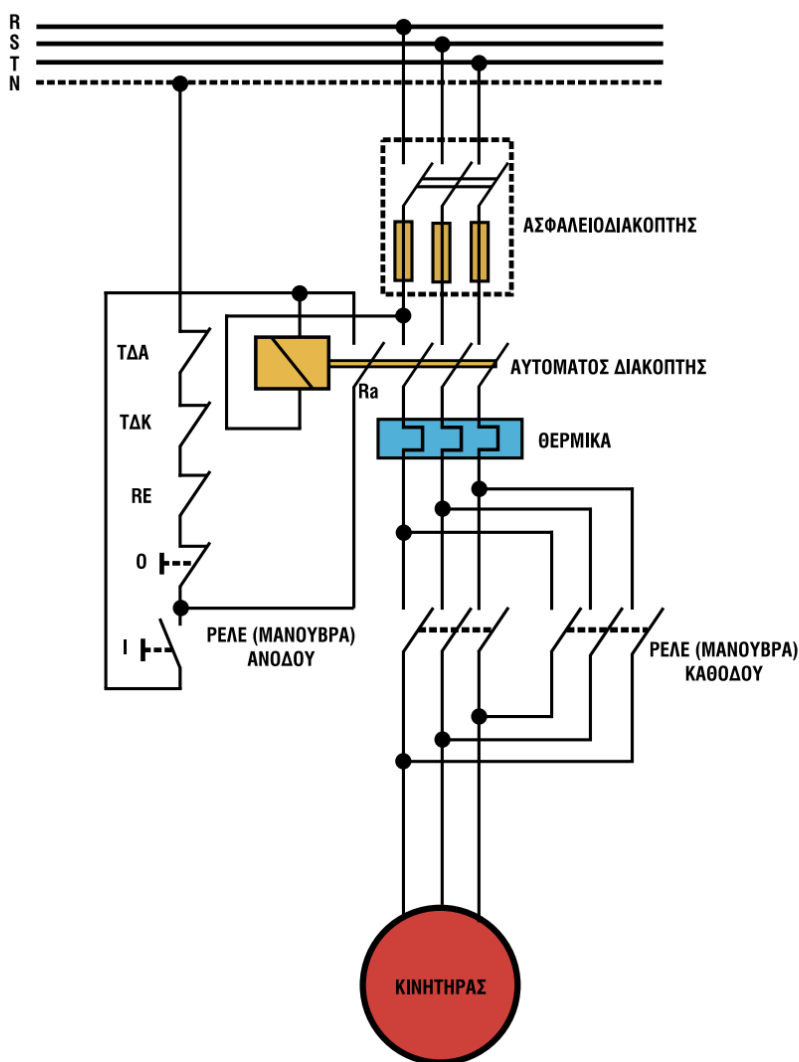 R
S
T
N
ΑΣΦΑΛΕΙΟΔΙΑΚΟΠΤΗΣ
ΤΔΑ
ΑΥΤΟΜΑΤΟΣ ΔΙΑΚΟΠΤΗΣ
Ra
ΤΔΚ
ΘΕΡΜΙΚΑ
RE
O
I
ΡΕΛΕ (ΜΑΝΟΥΒΡΑ)
ΑΝΟΔΟΥ
ΡΕΛΕ (ΜΑΝΟΥΒΡΑ)
ΚΑΘΟΔΟΥ
ΚΙΝΗΤΗΡΑΣ